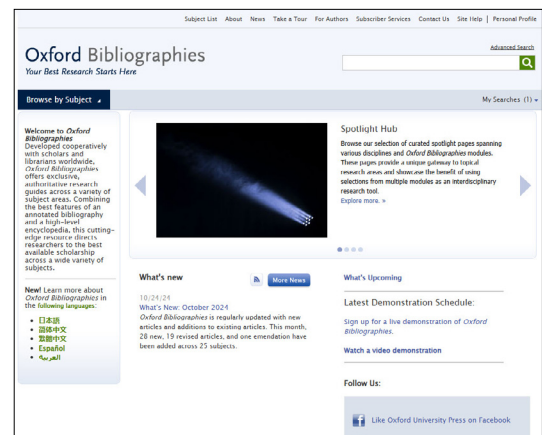 Subject List About News Take a Tour For Authors Subscriber Services Contact Us Site Help | Personal Profile
Oxford Bibliographies
Your Best Research Starts Here
Advanced Search
Browse by Subject
My Searches (1)
Welcome to Oxford
Bibliographies
Developed cooperatively
with scholars and
librarians worldwide,
Oxford Bibliographies
offers exclusive,
authoritative research
guides across a variety of
subject areas. Combining
the best features of an
annotated bibliography
and a high-level
encyclopedia, this cutting-
edge resource directs
researchers to the best
available scholarship
across a wide variety of
subjects.
New! Learn more about
Oxford Bibliographies in
the following languages:
• 日本語
• 简体中文
• 繁體中文
• Español
• العربية
Spotlight Hub
Browse our selection of curated spotlight pages spanning
various disciplines and Oxford Bibliographies modules.
These pages provide a unique gateway to topical
research areas and showcase the benefit of using
selections from multiple modules as an interdisciplinary
research tool.
Explore more. »
What's new
More News
10/24/24
What's New: October 2024
Oxford Bibliographies is regularly updated with new
articles and additions to existing articles. This month,
28 new, 19 revised articles, and one emendation have
been added across 25 subjects.
What's Upcoming
Latest Demonstration Schedule:
Sign up for a live demonstration of Oxford
Bibliographies.
Watch a video demonstration
Follow Us:
Like Oxford University Press on Facebook